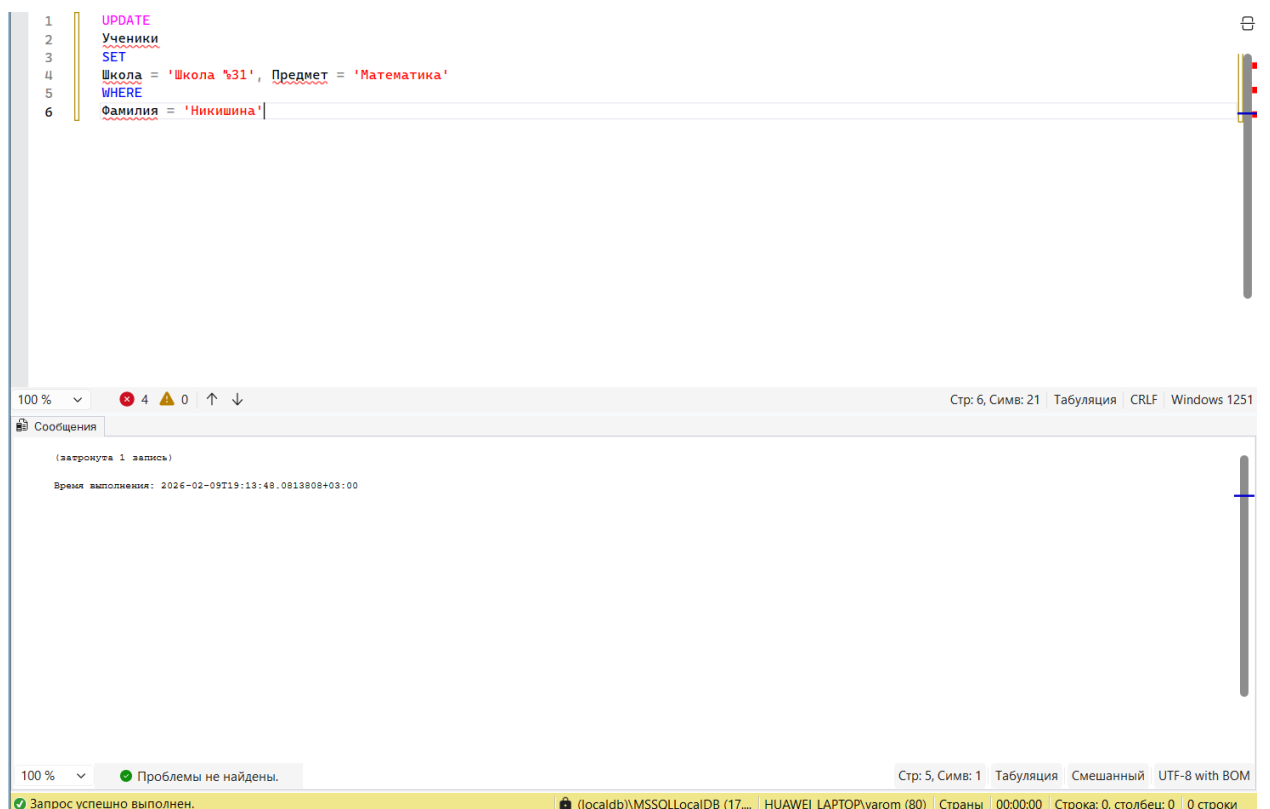 1 UPDATE
2 Ученики
3 SET
4 Школа = 'Школа №31', Предмет = 'Математика'
5 WHERE
6 Фамилия = 'Никишина'
100 % 4 0 Стр: 6, Симв: 21 Табуляция CRLF Windows 1251
Сообщения
(затронута 1 запись)
Время выполнения: 2026-02-09T19:13:48.0813808+03:00
100 % Проблемы не найдены. Стр: 5, Симв: 1 Табуляция Смешанный UTF-8 with BOM
Запрос успешно выполнен. (localdb)\MSSQLLocalDB (17.... HUAWEI_LAPTOP\varom (80) Страны 00:00:00 Строка: 0, столбец: 0 0 строки